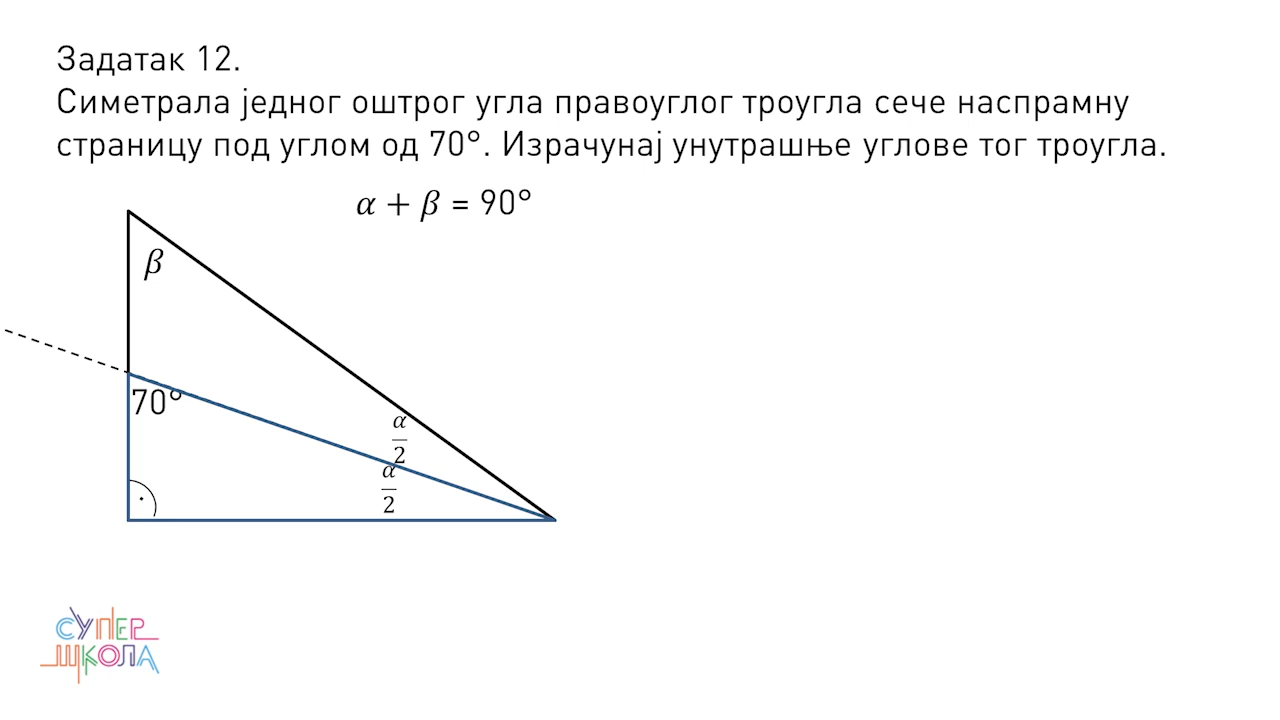 Задатак 12.
Симетрала једног оштрог угла правоуглог троугла сече наспрамну
страницу под углом од 70°. Израчунај унутрашње углове тог троугла.
α + β = 90°
β
70°
α/2
α/2
СУПЕР
ШКОЛА